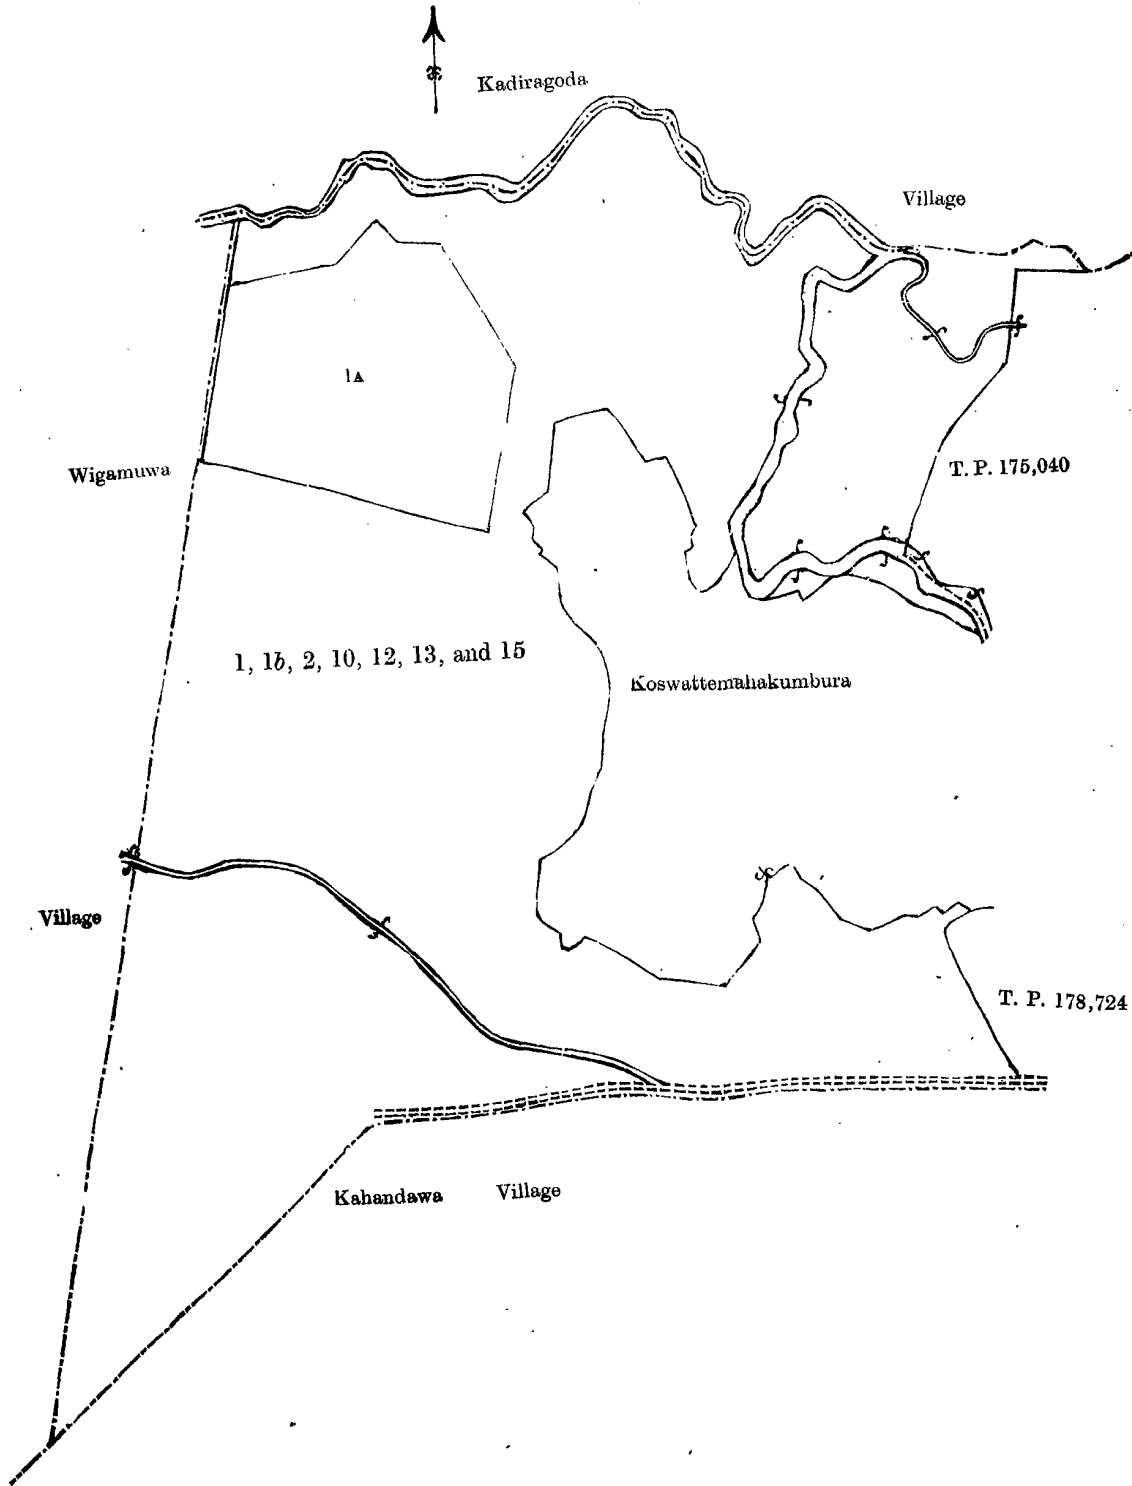 Kadiragoda
Village
1A
Wigamuwa
T. P. 175,040
1, 1b, 2, 10, 12, 13, and 15
Koswattemahakumbura
Village
T. P. 178,724
Kahandawa Village